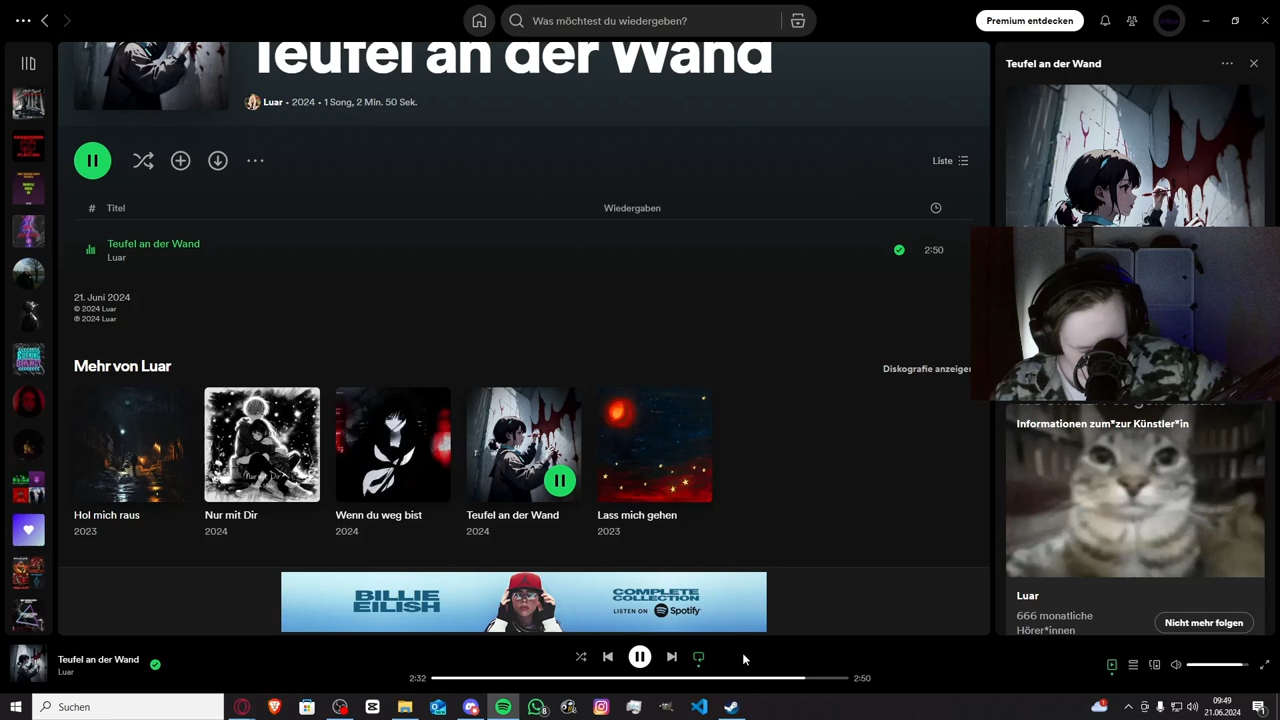 Was möchtest du wiedergeben?
Premium entdecken
Teufel an der Wand
Luar • 2024 • 1 Song, 2 Min. 50 Sek.
Liste
# Titel Wiedergaben
Teufel an der Wand
Luar
2:50
21. Juni 2024
© 2024 Luar
℗ 2024 Luar
Mehr von Luar
Diskografie anzeigen
Hol mich raus
2023
Nur mit Dir
2024
Wenn du weg bist
2024
Teufel an der Wand
2024
Lass mich gehen
2023
BILLIE
EILISH
COMPLETE
COLLECTION
LISTEN ON Spotify
Teufel an der Wand
Informationen zum*zur Künstler*in
Luar
666 monatliche
Hörer*innen
Nicht mehr folgen
Teufel an der Wand
Luar
2:32
2:50
Suchen
8
09:49
21.06.2024